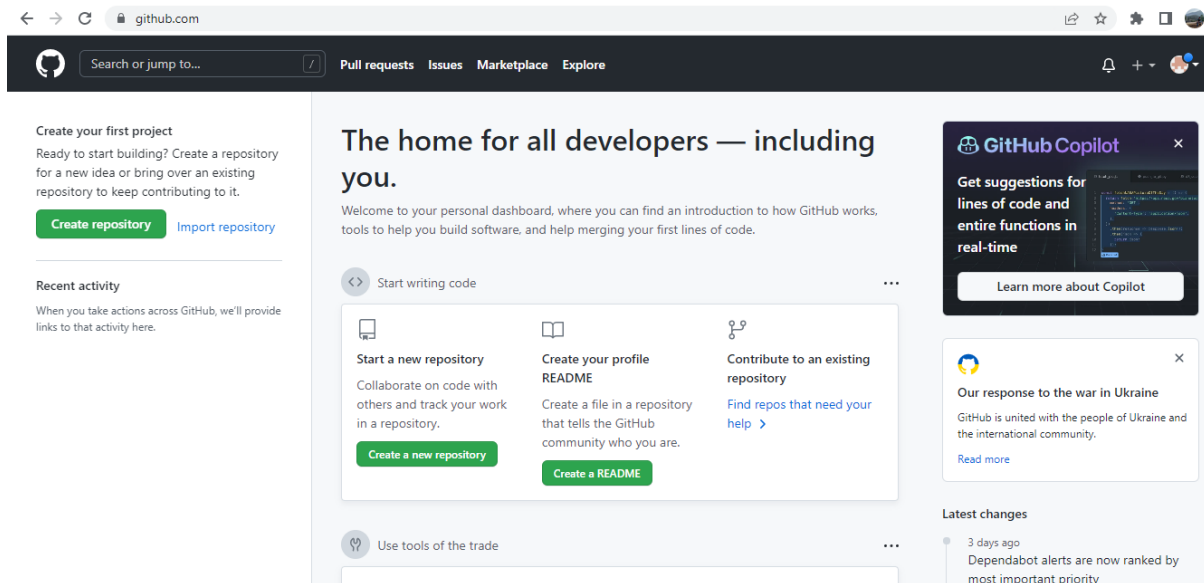 github.com
Search or jump to...
/
Pull requests Issues Marketplace Explore
Create your first project
Ready to start building? Create a repository
for a new idea or bring over an existing
repository to keep contributing to it.
Create repository Import repository
Recent activity
When you take actions across GitHub, we'll provide
links to that activity here.
The home for all developers — including
you.
Welcome to your personal dashboard, where you can find an introduction to how GitHub works,
tools to help you build software, and help merging your first lines of code.
Start writing code
Start a new repository
Collaborate on code with
others and track your work
in a repository.
Create a new repository
Create your profile
README
Create a file in a repository
that tells the GitHub
community who you are.
Create a README
Contribute to an existing
repository
Find repos that need your
help
Use tools of the trade
GitHub Copilot
Get suggestions for
lines of code and
entire functions in
real-time
Learn more about Copilot
Our response to the war in Ukraine
GitHub is united with the people of Ukraine and
the international community.
Read more
Latest changes
3 days ago
Dependabot alerts are now ranked by
most important priority